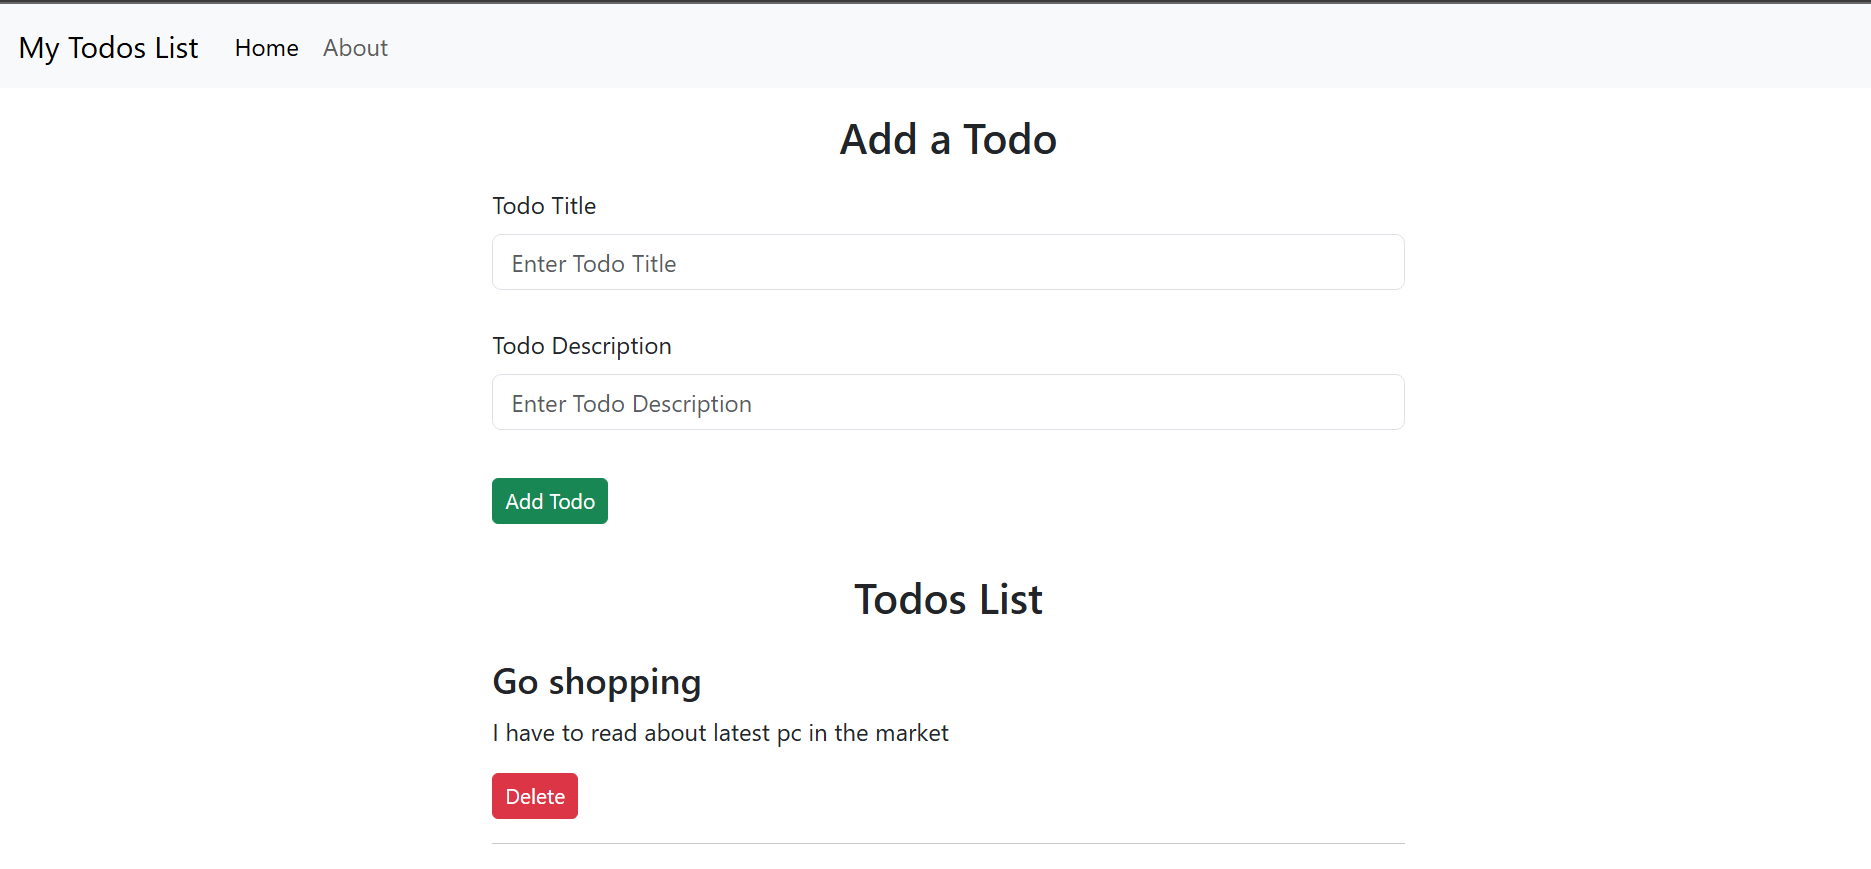 My Todos List Home About
Add a Todo
Todo Title
Enter Todo Title
Todo Description
Enter Todo Description
Add Todo
Todos List
Go shopping
I have to read about latest pc in the market
Delete